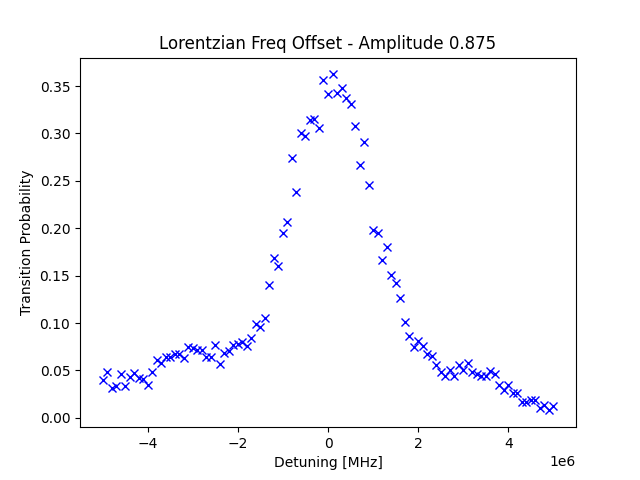 Lorentzian Freq Offset - Amplitude 0.875
Transition Probability
0.35
0.30
0.25
0.20
0.15
0.10
0.05
0.00
−4 −2 0 2 4
1e6
Detuning [MHz]